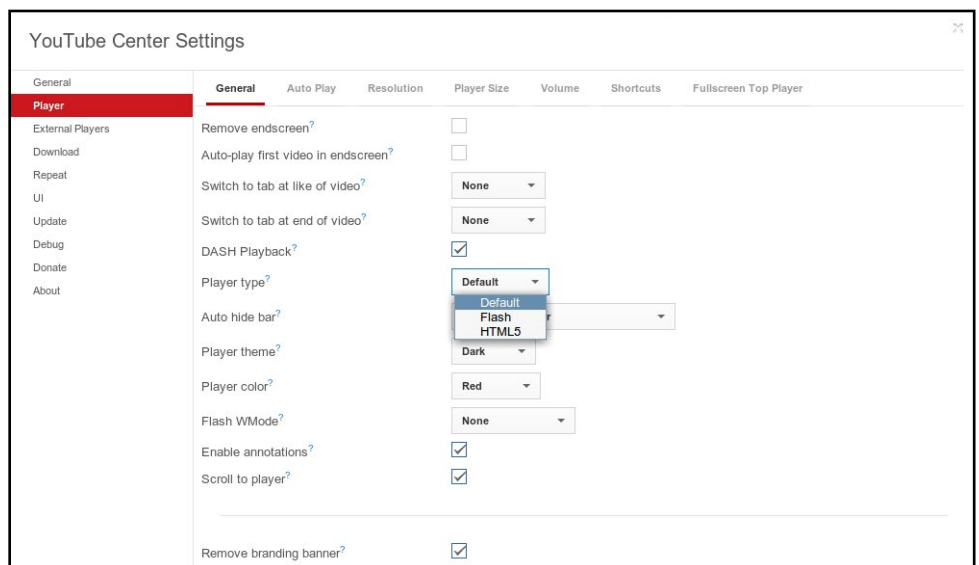 YouTube Center Settings
General
Player
External Players
Download
Repeat
UI
Update
Debug
Donate
About
General Auto Play Resolution Player Size Volume Shortcuts Fullscreen Top Player
Remove endscreen?
Auto-play first video in endscreen?
Switch to tab at like of video? None
Switch to tab at end of video? None
DASH Playback?
Player type? Default
Default
Flash
HTML5
Auto hide bar?
Player theme? Dark
Player color? Red
Flash WMode? None
Enable annotations?
Scroll to player?
Remove branding banner?